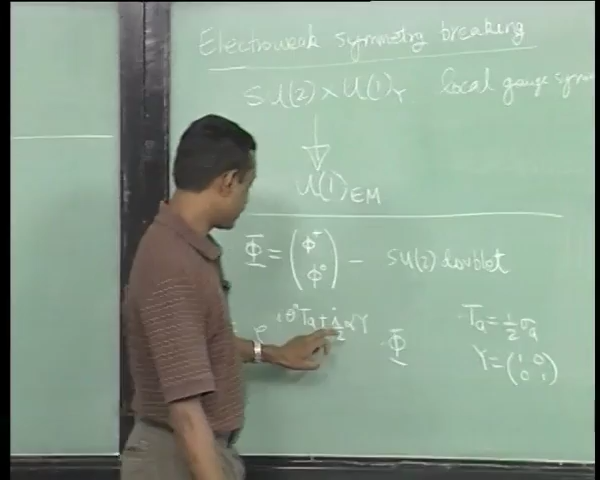 Electroweak symmetry breaking
SU(2) × U(1)_Y local gauge symm
↓
U(1)_EM
Φ = (φ⁻ φ⁰) — SU(2) doublet
e^{iθ^a T_a + i/2 αY} Φ
T_a = 1/2 σ_a
Y = (1 0 0 1)